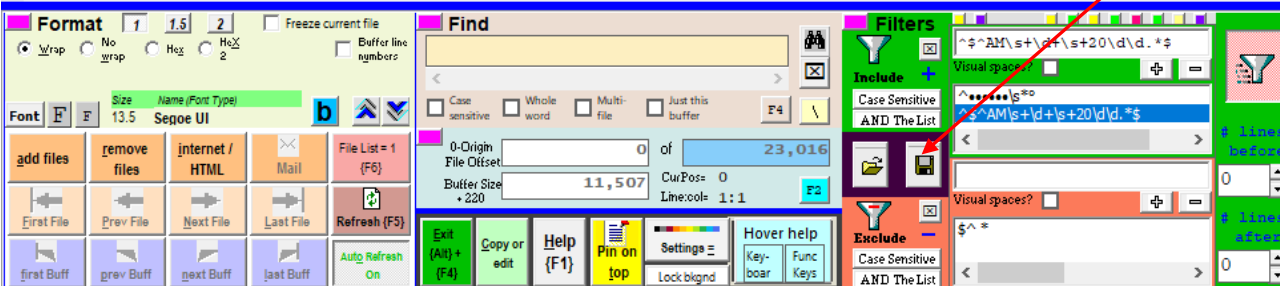 Format 1 1.5 2 Freeze current file
Wrap No wrap Hex HeX 2 Buffer line numbers
Size Name (Font Type)
Font F F 13.5 Segoe UI b
add files remove files internet / HTML Mail File List = 1 {F6}
First File Prev File Next File Last File Refresh {F5}
first Buff prev Buff next Buff last Buff Auto Refresh On
Find
Case sensitive Whole word Multi-file Just this buffer F4 \
0-Origin File Offset 0 of 23,016
Buffer Size + 220 11,507 CurPos= 0 Line:col= 1:1 F2
Exit {Alt} + {F4} Copy or edit Help {F1} Pin on top Settings = Lock bkgnd Hover help Key-boar Func Keys
Filters
Include +
Case Sensitive
AND The List
^$^AM\s+\d+\s+20\d\d.*$
Visual spaces? + -
^••••••\s*º
^$^AM\s+\d+\s+20\d\d.*$
Exclude -
Case Sensitive
AND The List
Visual spaces? + -
$^ *
# lines before
0
# lines after
0